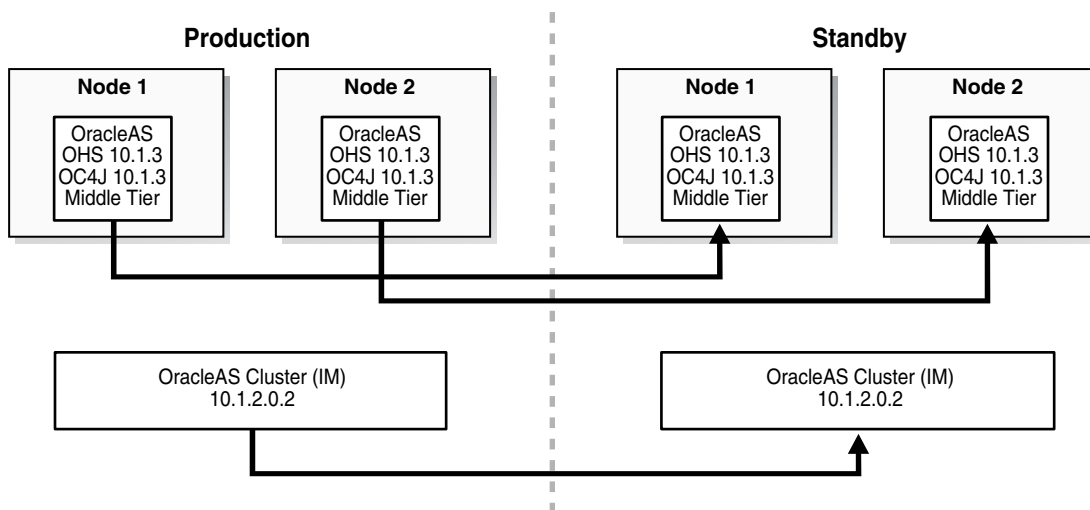 Production
Node 1
OracleAS
OHS 10.1.3
OC4J 10.1.3
Middle Tier
Node 2
OracleAS
OHS 10.1.3
OC4J 10.1.3
Middle Tier
OracleAS Cluster (IM)
10.1.2.0.2
Standby
Node 1
OracleAS
OHS 10.1.3
OC4J 10.1.3
Middle Tier
Node 2
OracleAS
OHS 10.1.3
OC4J 10.1.3
Middle Tier
OracleAS Cluster (IM)
10.1.2.0.2